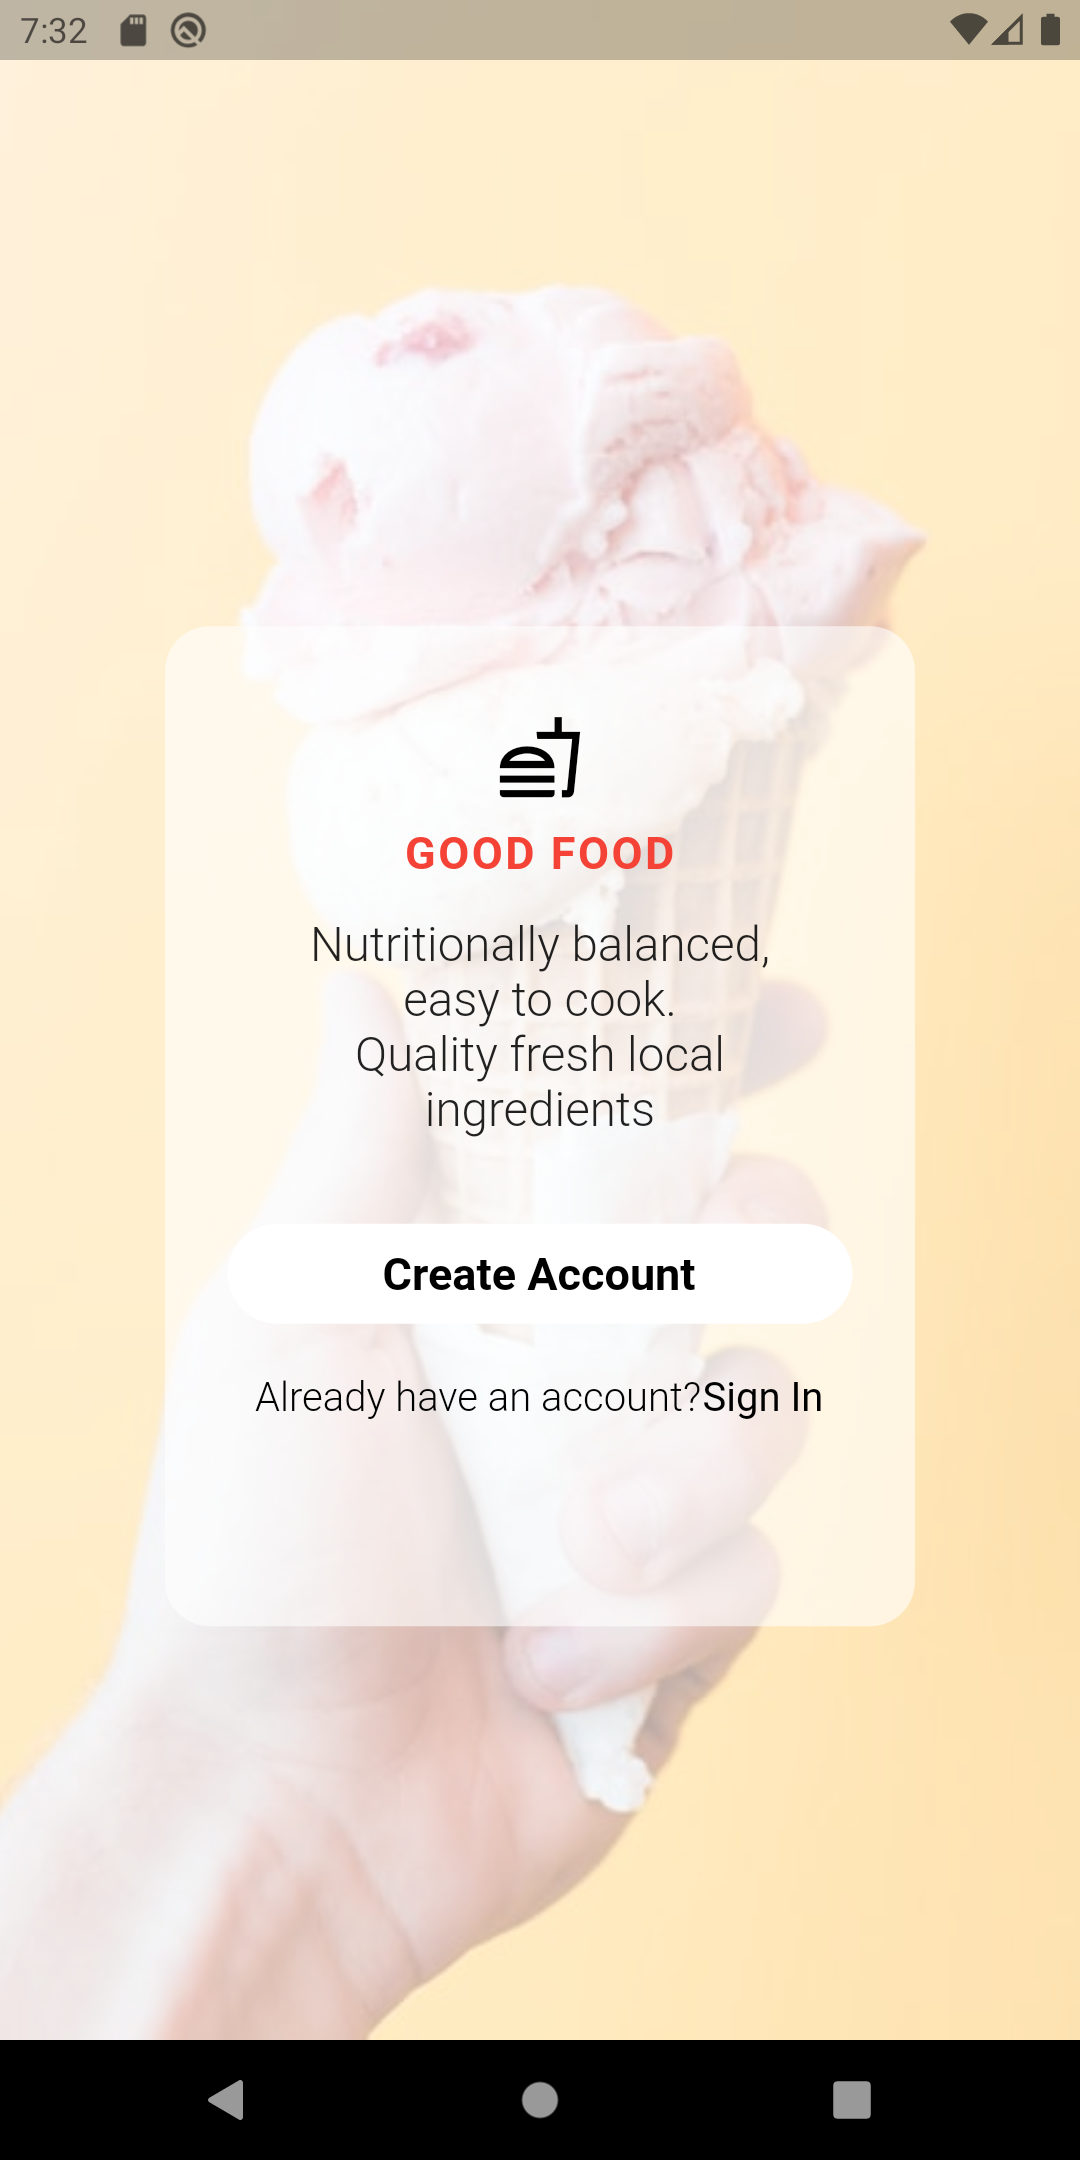 7:32
GOOD FOOD
Nutritionally balanced,
easy to cook.
Quality fresh local
ingredients
Create Account
Already have an account?Sign In